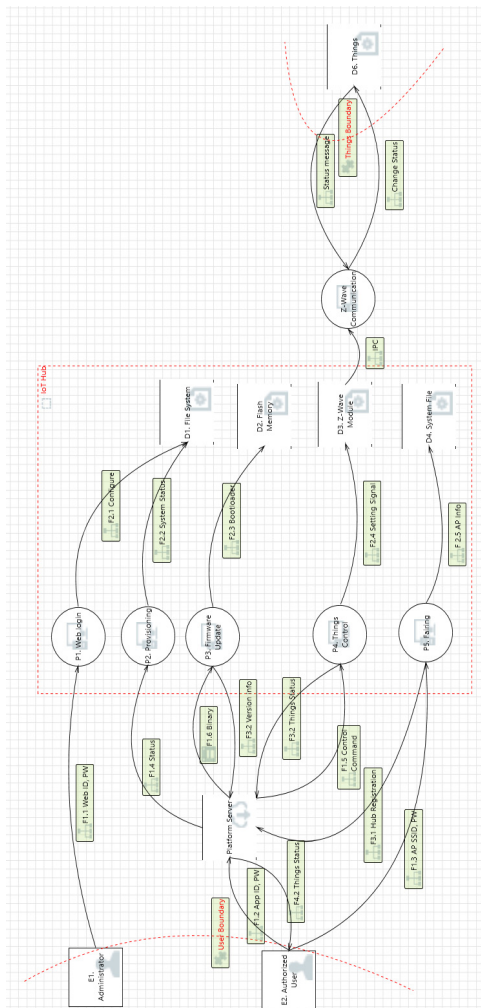 D6. Things
Status message
Things Boundary
Change Status
Z-Wave
Communication
IPC
IoT Hub
D1. File System
D2. Flash
Memory
D3. Z-Wave
Module
D4. System File
F2.1 Configure
F2.2 System Status
F2.3 Bootloader
F2.4 Setting Signal
F 2.5 AP Info
P1. Web login
P2. Provisioning
P3. Firmware
Update
P4. Things
Control
P5. Pairing
F1.1 Web ID, PW
F1.4 Status
F1.6 Binary
F3.2 Version Info
F3.2 Things Status
F1.5 Control
Command
F3.1 Hub Registration
F1.3 AP SSID, PW
Platform Server
User Boundary
F1.2 App ID, PW
F4.2 Things Status
E1.
Administrator
E2. Authorized
User